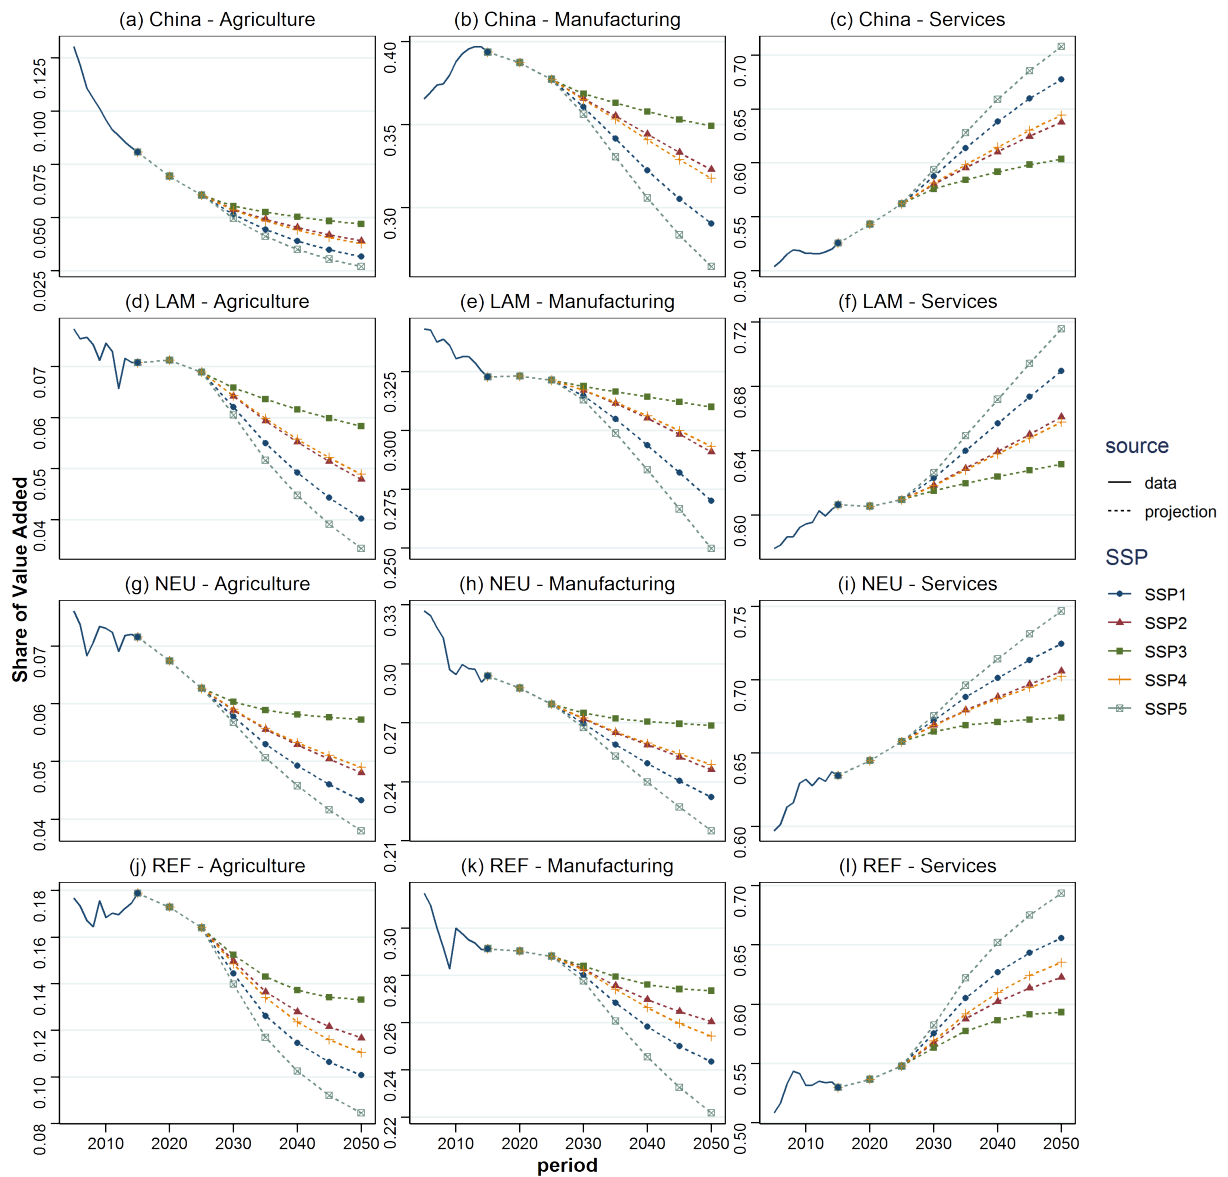 (a) China - Agriculture
(b) China - Manufacturing
(c) China - Services
0.125
0.100
0.075
0.050
0.025
0.40
0.35
0.30
0.70
0.65
0.60
0.55
0.50
(d) LAM - Agriculture
(e) LAM - Manufacturing
(f) LAM - Services
0.07
0.06
0.05
0.04
0.325
0.300
0.275
0.250
0.72
0.68
0.64
0.60
(g) NEU - Agriculture
(h) NEU - Manufacturing
(i) NEU - Services
0.07
0.06
0.05
0.04
0.33
0.30
0.27
0.24
0.21
0.75
0.70
0.65
0.60
(j) REF - Agriculture
(k) REF - Manufacturing
(l) REF - Services
0.18
0.16
0.14
0.12
0.10
0.08
0.30
0.28
0.26
0.24
0.22
0.70
0.65
0.60
0.55
0.50
2010 2020 2030 2040 2050
2010 2020 2030 2040 2050
2010 2020 2030 2040 2050
period
Share of Value Added
source
data
projection
SSP
SSP1
SSP2
SSP3
SSP4
SSP5